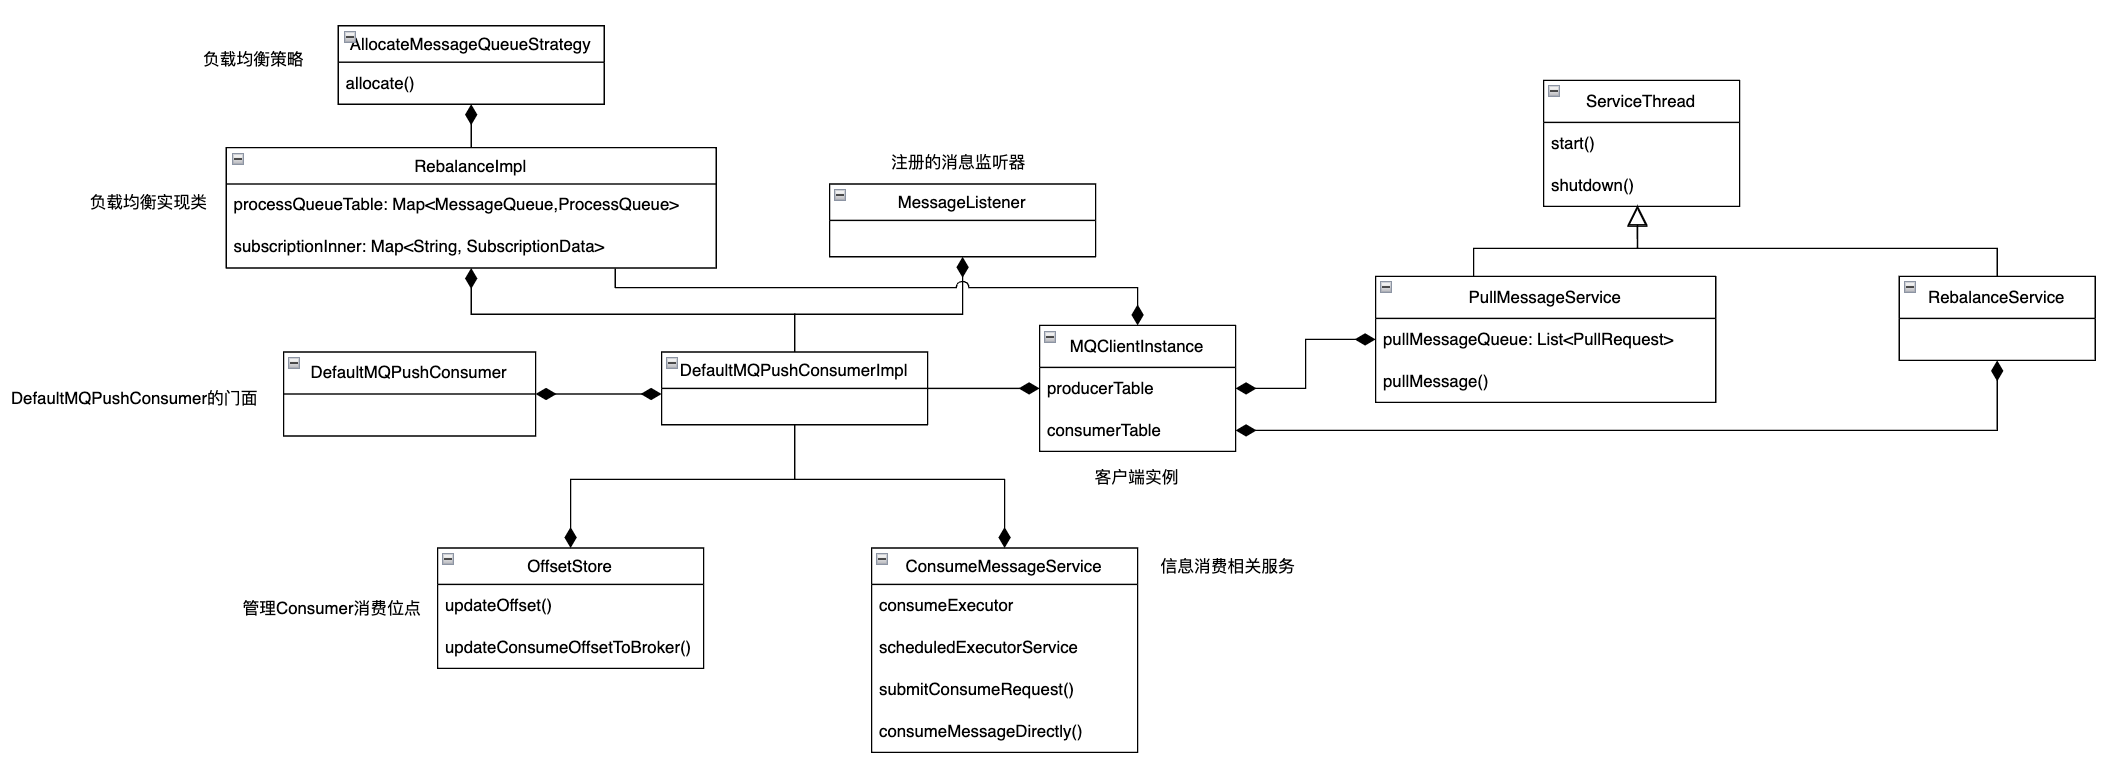 负载均衡策略
AllocateMessageQueueStrategy
allocate()
负载均衡实现类
RebalanceImpl
processQueueTable: Map<MessageQueue,ProcessQueue>
subscriptionInner: Map<String, SubscriptionData>
注册的消息监听器
MessageListener
ServiceThread
start()
shutdown()
PullMessageService
pullMessageQueue: List<PullRequest>
pullMessage()
RebalanceService
DefaultMQPushConsumer的门面
DefaultMQPushConsumer
DefaultMQPushConsumerImpl
MQClientInstance
producerTable
consumerTable
客户端实例
管理Consumer消费位点
OffsetStore
updateOffset()
updateConsumeOffsetToBroker()
ConsumeMessageService
consumeExecutor
scheduledExecutorService
submitConsumeRequest()
consumeMessageDirectly()
信息消费相关服务